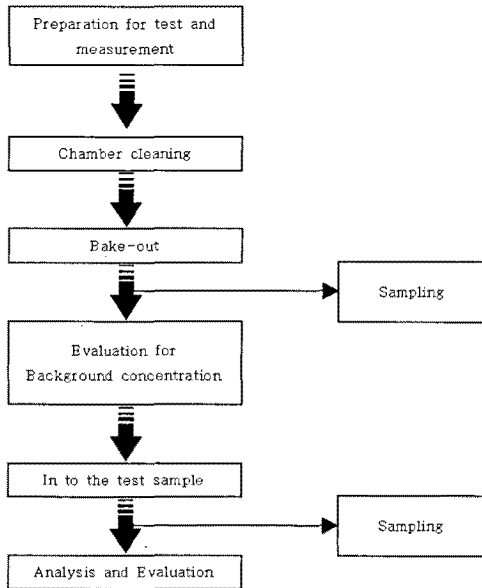 Preparation for test and
measurement
Chamber cleaning
Bake-out
Sampling
Evaluation for
Background concentration
In to the test sample
Sampling
Analysis and Evaluation